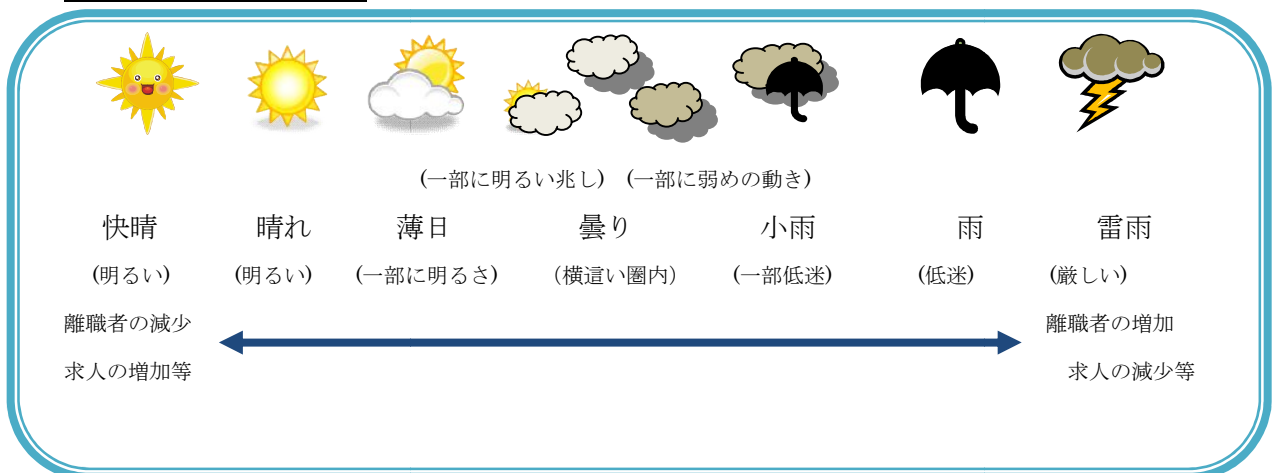 (一部に明るい兆し) (一部に弱めの動き)
快晴 晴れ 薄日 曇り 小雨 雨 雷雨
(明るい) (明るい) (一部に明るさ) （横這い圏内） (一部低迷) (低迷) (厳しい)
離職者の減少 離職者の増加
求人の増加等 求人の減少等